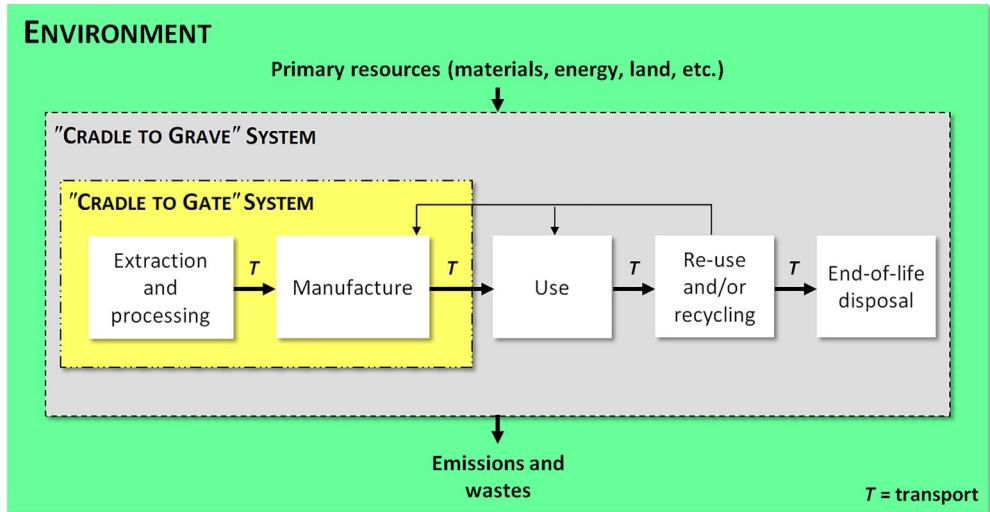 ENVIRONMENT
Primary resources (materials, energy, land, etc.)
"CRADLE TO GRAVE" SYSTEM
"CRADLE TO GATE" SYSTEM
Extraction
and
processing
T
Manufacture
T
Use
T
Re-use
and/or
recycling
T
End-of-life
disposal
Emissions and
wastes
T = transport